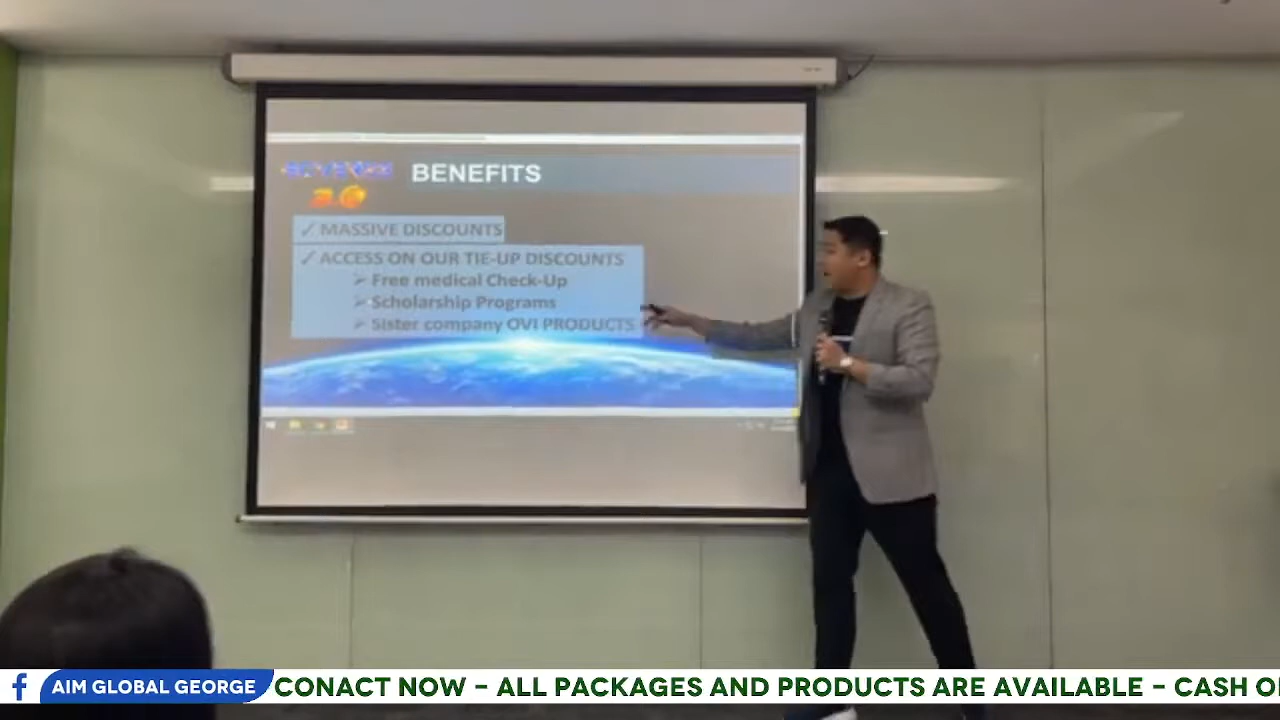 BENEFITS
✓ MASSIVE DISCOUNTS
✓ ACCESS ON OUR TIE-UP DISCOUNTS
➢ Free medical Check-Up
➢ Scholarship Programs
➢ Sister company OVI PRODUCTS
AIM GLOBAL GEORGE
CONACT NOW - ALL PACKAGES AND PRODUCTS ARE AVAILABLE - CASH O